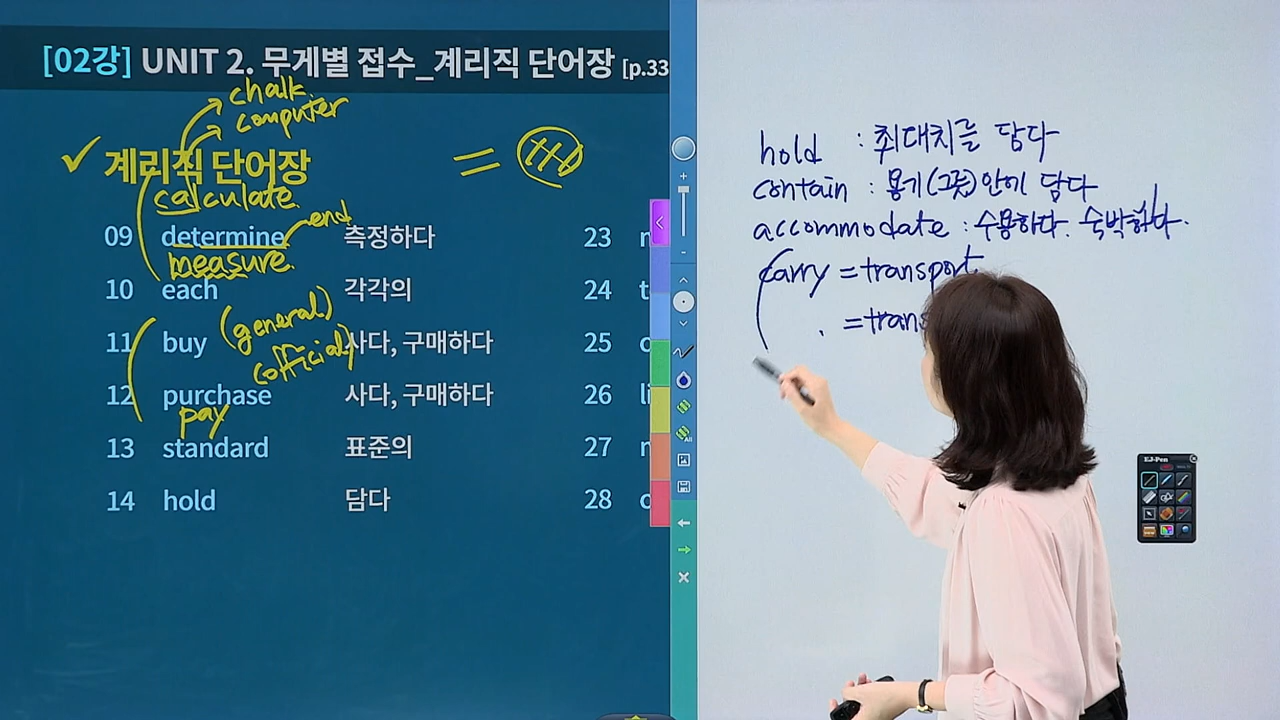 [02강] UNIT 2. 무게별 접수_계리직 단어장 [p.33
chalk.
computer
✓ 계리직 단어장 =
calculate.
end
09 determine 측정하다 23
measure.
10 each 각각의 24
(general)
11 buy 사다, 구매하다 25
(official)
12 purchase 사다, 구매하다 26
pay
13 standard 표준의 27
14 hold 담다 28
hold : 최대치를 담다
contain : 용기(그릇)안에 담다
accommodate : 수용하다. 숙박하다.
carry = transport
. = trans
EJ-Pen